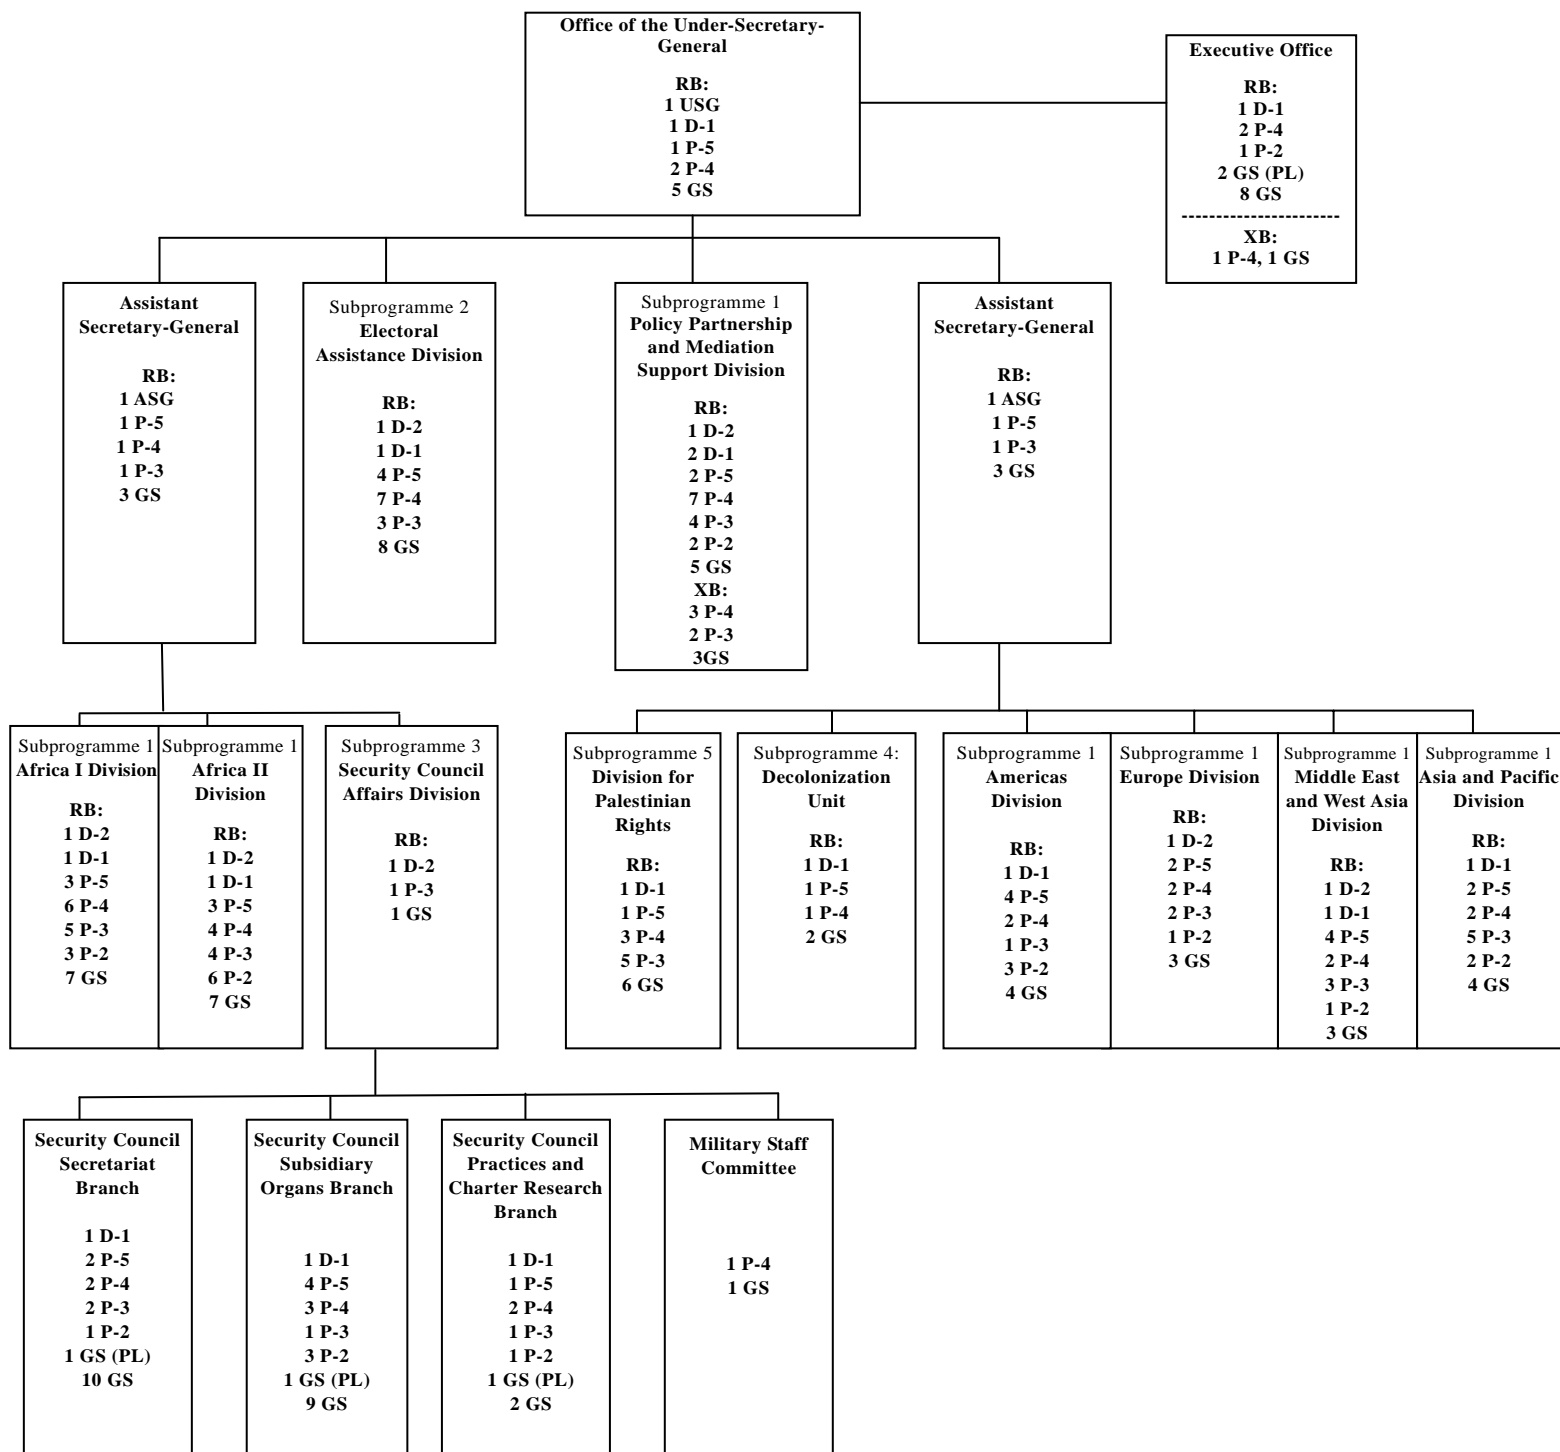 Office of the Under-Secretary-
General
RB:
1 USG
1 D-1
1 P-5
2 P-4
5 GS
Executive Office
RB:
1 D-1
2 P-4
1 P-2
2 GS (PL)
8 GS
-----------------------
XB:
1 P-4, 1 GS
Assistant
Secretary-General
RB:
1 ASG
1 P-5
1 P-4
1 P-3
3 GS
Subprogramme 2
Electoral
Assistance Division
RB:
1 D-2
1 D-1
4 P-5
7 P-4
3 P-3
8 GS
Subprogramme 1
Policy Partnership
and Mediation
Support Division
RB:
1 D-2
2 D-1
2 P-5
7 P-4
4 P-3
2 P-2
5 GS
XB:
3 P-4
2 P-3
3GS
Assistant
Secretary-General
RB:
1 ASG
1 P-5
1 P-3
3 GS
Subprogramme 1
Africa I Division
RB:
1 D-2
1 D-1
3 P-5
6 P-4
5 P-3
3 P-2
7 GS
Subprogramme 1
Africa II
Division
RB:
1 D-2
1 D-1
3 P-5
4 P-4
4 P-3
6 P-2
7 GS
Subprogramme 3
Security Council
Affairs Division
RB:
1 D-2
1 P-3
1 GS
Subprogramme 5
Division for
Palestinian
Rights
RB:
1 D-1
1 P-5
3 P-4
5 P-3
6 GS
Subprogramme 4:
Decolonization
Unit
RB:
1 D-1
1 P-5
1 P-4
2 GS
Subprogramme 1
Americas
Division
RB:
1 D-1
4 P-5
2 P-4
1 P-3
3 P-2
4 GS
Subprogramme 1
Europe Division
RB:
1 D-2
2 P-5
2 P-4
2 P-3
1 P-2
3 GS
Subprogramme 1
Middle East
and West Asia
Division
RB:
1 D-2
1 D-1
4 P-5
2 P-4
3 P-3
1 P-2
3 GS
Subprogramme 1
Asia and Pacific
Division
RB:
1 D-1
2 P-5
2 P-4
5 P-3
2 P-2
4 GS
Security Council
Secretariat
Branch
1 D-1
2 P-5
2 P-4
2 P-3
1 P-2
1 GS (PL)
10 GS
Security Council
Subsidiary
Organs Branch
1 D-1
4 P-5
3 P-4
1 P-3
3 P-2
1 GS (PL)
9 GS
Security Council
Practices and
Charter Research
Branch
1 D-1
1 P-5
2 P-4
1 P-3
1 P-2
1 GS (PL)
2 GS
Military Staff
Committee
1 P-4
1 GS